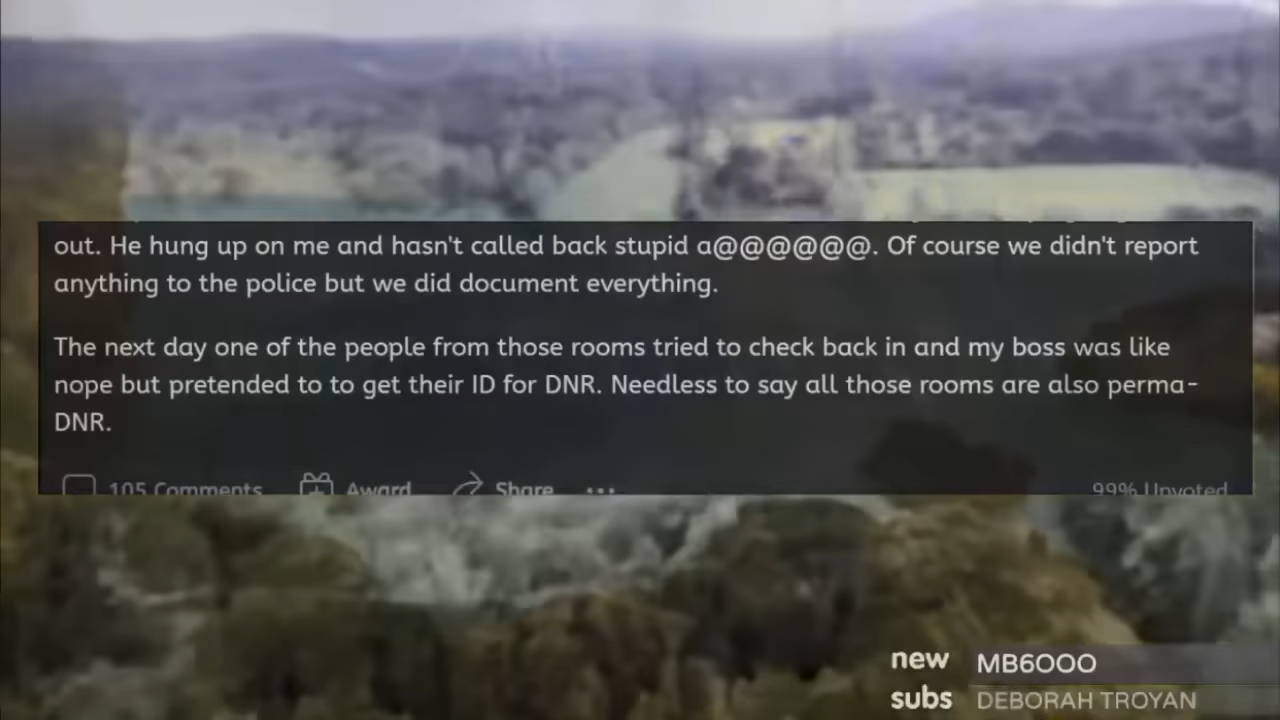 out. He hung up on me and hasn't called back stupid a@@@@@@. Of course we didn't report
anything to the police but we did document everything.
The next day one of the people from those rooms tried to check back in and my boss was like
nope but pretended to to get their ID for DNR. Needless to say all those rooms are also perma-
DNR.
105 Comments Award Share ... 99% Upvoted
new MB6000
subs DEBORAH TROYAN